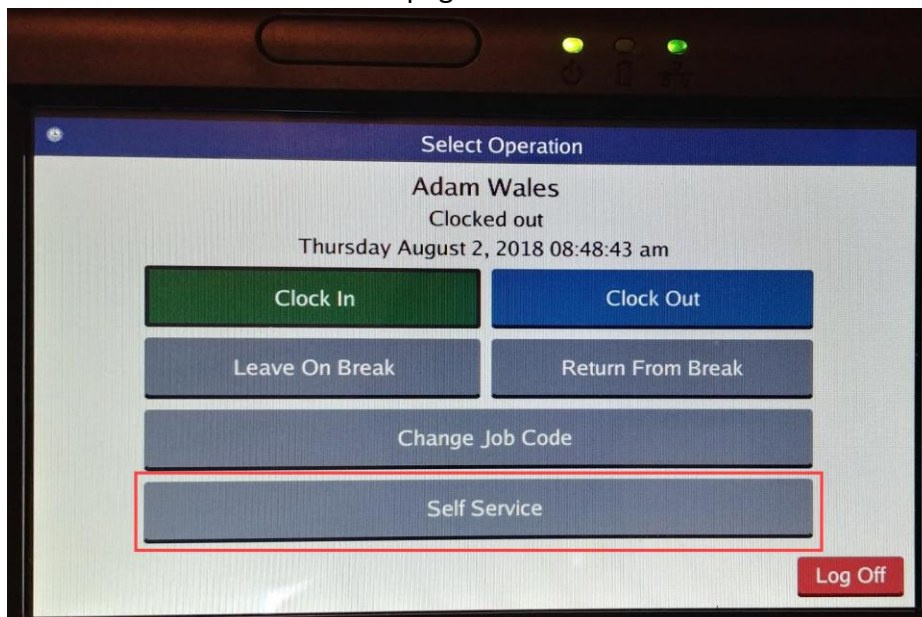 Select Operation
Adam Wales
Clocked out
Thursday August 2, 2018 08:48:43 am
Clock In Clock Out
Leave On Break Return From Break
Change Job Code
Self Service
Log Off